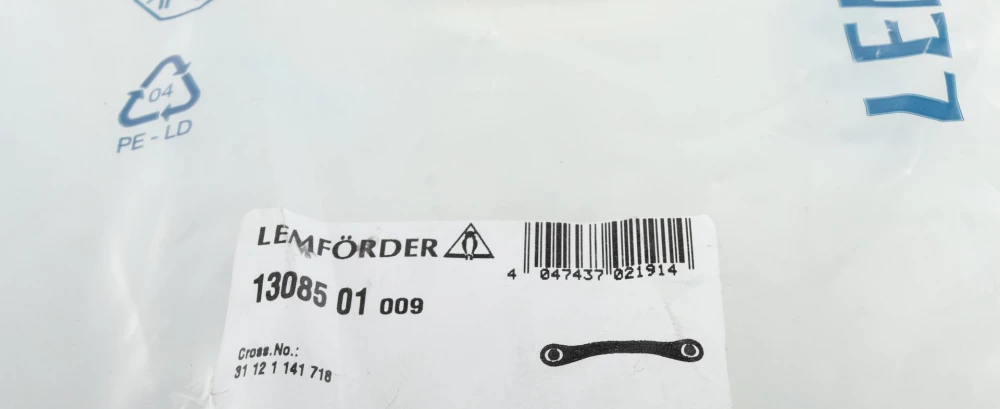 04
PE-LD
LEMFÖRDER
13085 01 009
4 047437 021914
Cross.No.:
31 12 1 141 718